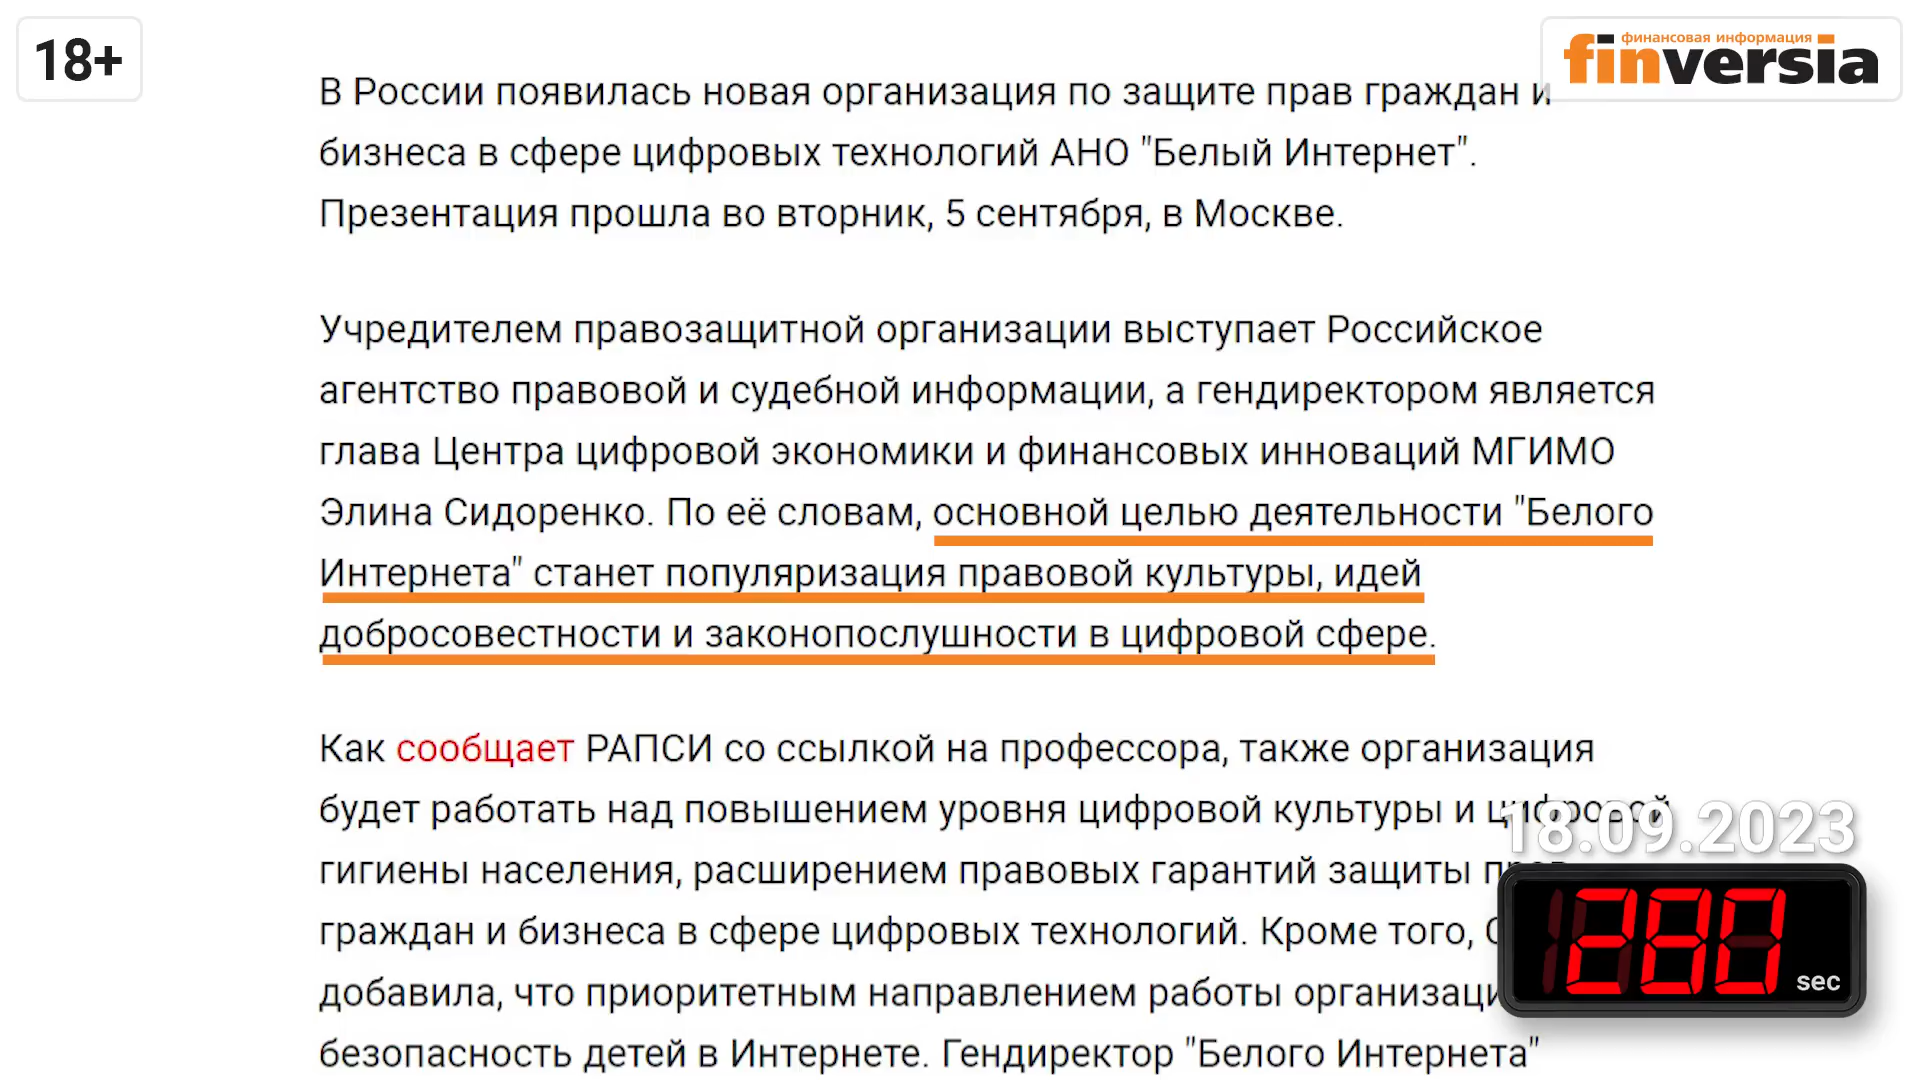 18+
финансовая информация
finversia
В России появилась новая организация по защите прав граждан и
бизнеса в сфере цифровых технологий АНО "Белый Интернет".
Презентация прошла во вторник, 5 сентября, в Москве.
Учредителем правозащитной организации выступает Российское
агентство правовой и судебной информации, а гендиректором является
глава Центра цифровой экономики и финансовых инноваций МГИМО
Элина Сидоренко. По её словам, основной целью деятельности "Белого
Интернета" станет популяризация правовой культуры, идей
добросовестности и законопослушности в цифровой сфере.
Как сообщает РАПСИ со ссылкой на профессора, также организация
будет работать над повышением уровня цифровой культуры и цифровой
гигиены населения, расширением правовых гарантий защиты прав
граждан и бизнеса в сфере цифровых технологий. Кроме того,
добавила, что приоритетным направлением работы
безопасность детей в Интернете. Гендиректор "Белого Интернета"
18.09.2023
280
sec